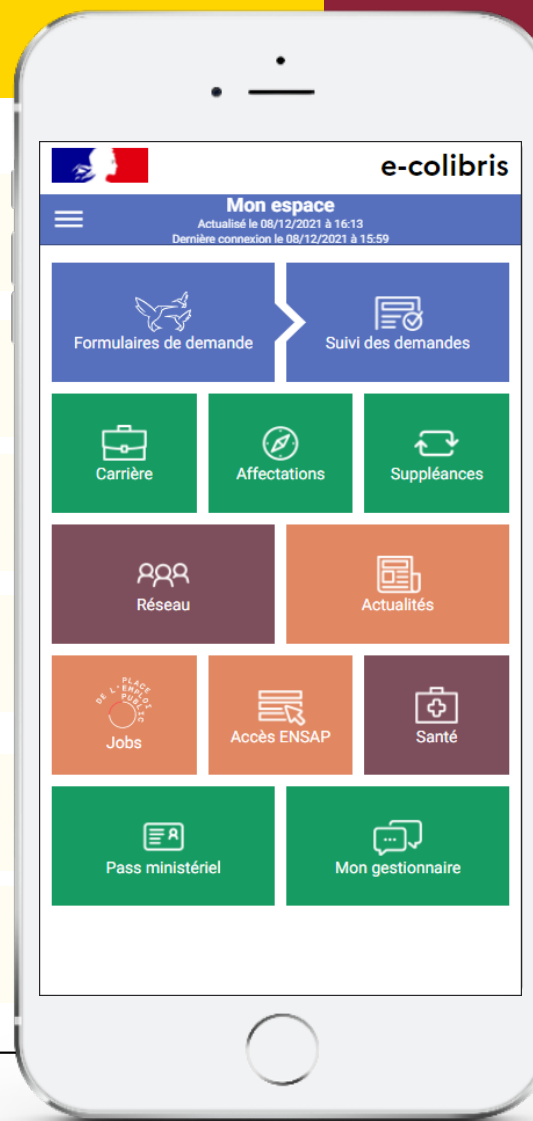 e-colibris
Mon espace
Actualisé le 08/12/2021 à 16:13
Dernière connexion le 08/12/2021 à 15:59
Formulaires de demande
Suivi des demandes
Carrière
Affectations
Suppléances
Réseau
Actualités
PLACE
DE L'EMPLOI
PUBLIC
Jobs
Accès ENSAP
Santé
Pass ministériel
Mon gestionnaire